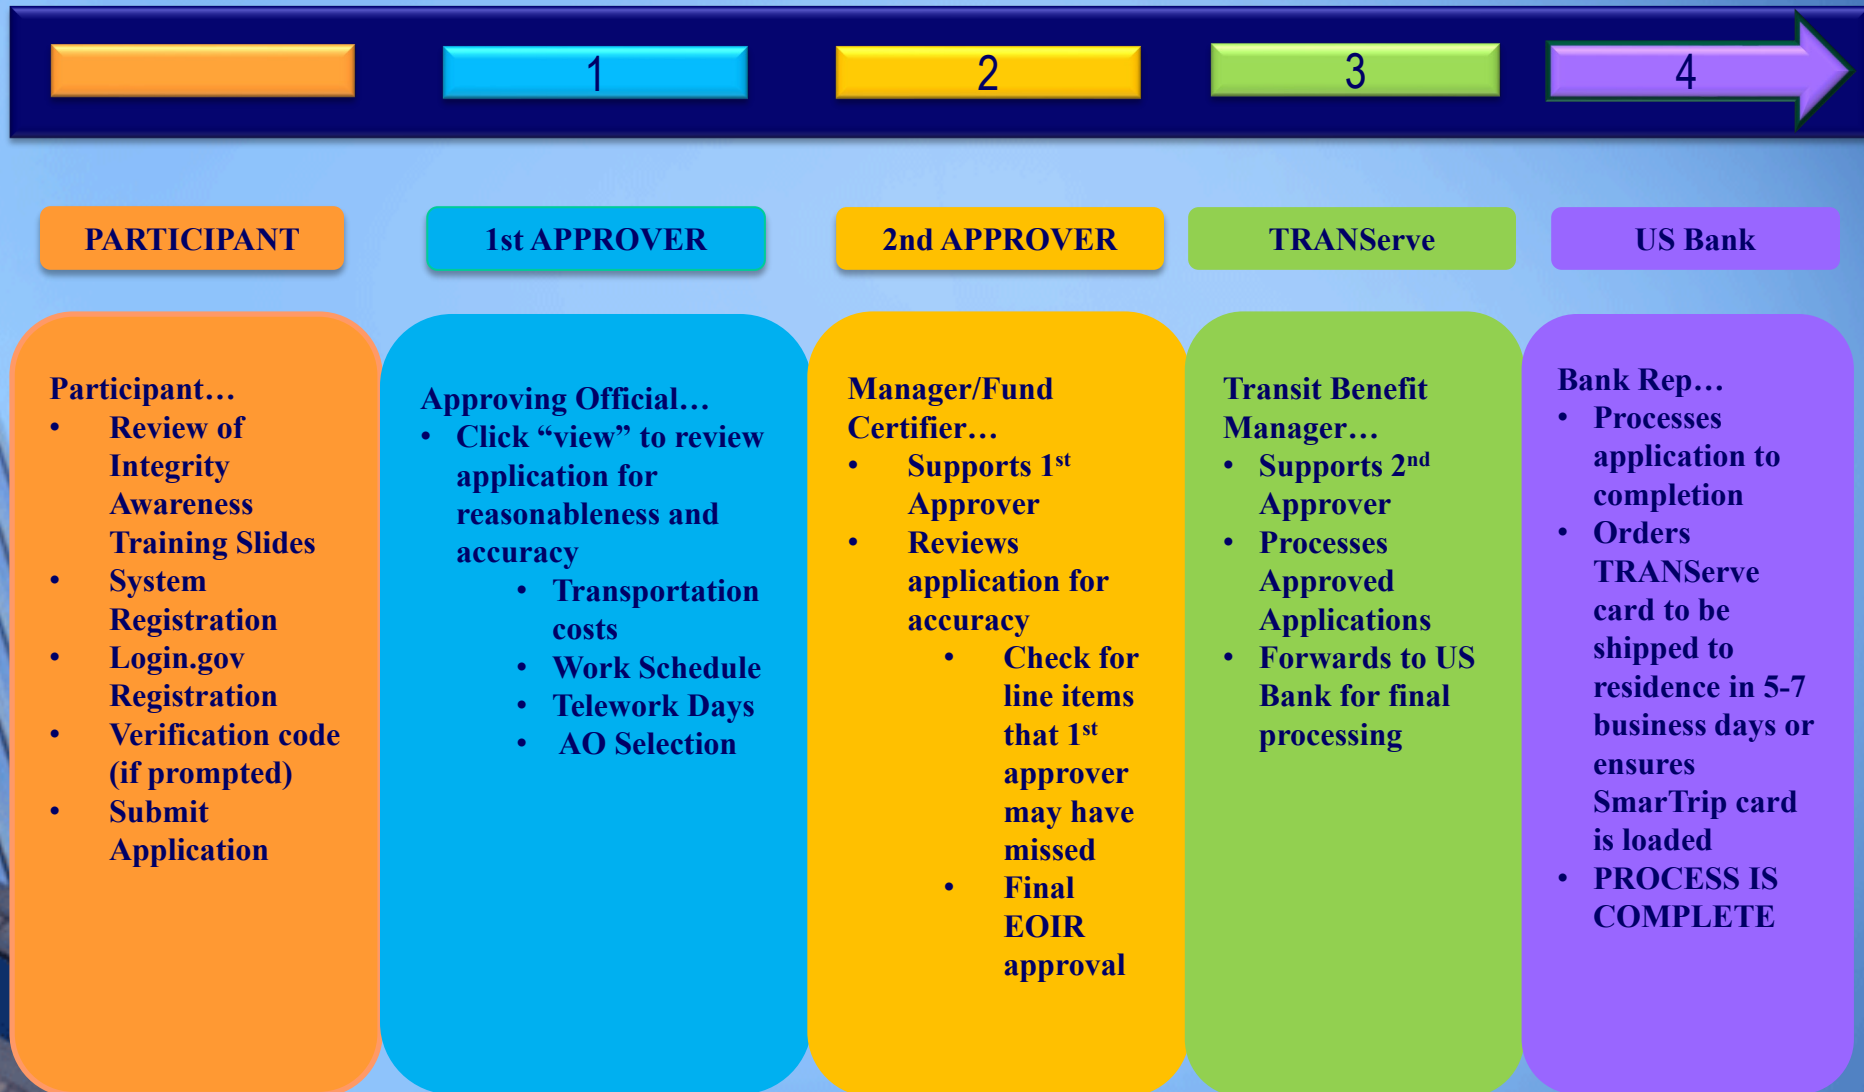 1
2
3
4
PARTICIPANT
1st APPROVER
2nd APPROVER
TRANServe
US Bank
Participant…
• Review of
Integrity
Awareness
Training Slides
• System
Registration
• Login.gov
Registration
• Verification code
(if prompted)
• Submit
Application
Approving Official…
• Click “view” to review
application for
reasonableness and
accuracy
• Transportation
costs
• Work Schedule
• Telework Days
• AO Selection
Manager/Fund
Certifier…
• Supports 1st
Approver
• Reviews
application for
accuracy
• Check for
line items
that 1st
approver
may have
missed
• Final
EOIR
approval
Transit Benefit
Manager…
• Supports 2nd
Approver
• Processes
Approved
Applications
• Forwards to US
Bank for final
processing
Bank Rep…
• Processes
application to
completion
• Orders
TRANServe
card to be
shipped to
residence in 5-7
business days or
ensures
SmarTrip card
is loaded
• PROCESS IS
COMPLETE